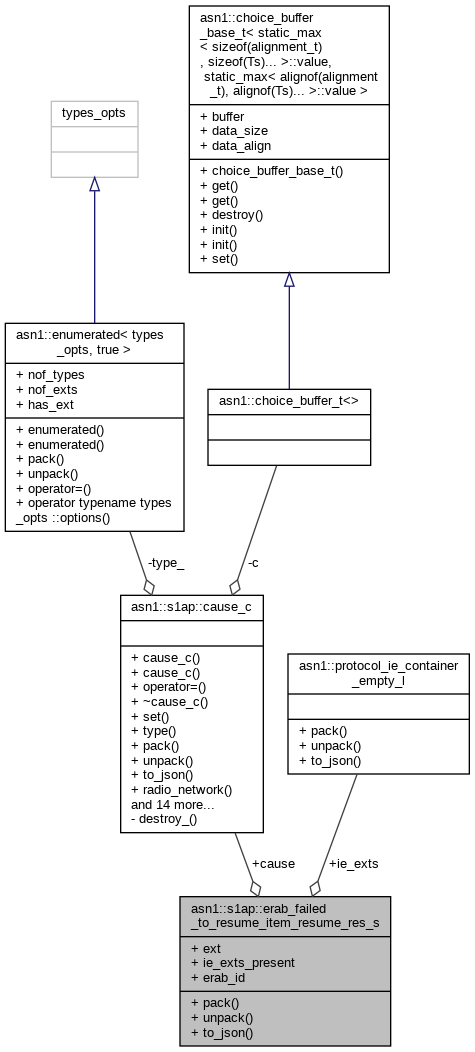 asn1::choice_buffer
_base_t< static_max
< sizeof(alignment_t)
, sizeof(Ts)... >::value,
static_max< alignof(alignment
_t), alignof(Ts)... >::value >
+ buffer
+ data_size
+ data_align
+ choice_buffer_base_t()
+ get()
+ get()
+ destroy()
+ init()
+ init()
+ set()
types_opts
asn1::enumerated< types
_opts, true >
+ nof_types
+ nof_exts
+ has_ext
+ enumerated()
+ enumerated()
+ pack()
+ unpack()
+ operator=()
+ operator typename types
_opts ::options()
asn1::choice_buffer_t<>
-type_
-c
asn1::s1ap::cause_c
+ cause_c()
+ cause_c()
+ operator=()
+ ~cause_c()
+ set()
+ type()
+ pack()
+ unpack()
+ to_json()
+ radio_network()
and 14 more...
- destroy_()
asn1::protocol_ie_container
_empty_l
+ pack()
+ unpack()
+ to_json()
+cause
+ie_exts
asn1::s1ap::erab_failed
_to_resume_item_resume_res_s
+ ext
+ ie_exts_present
+ erab_id
+ pack()
+ unpack()
+ to_json()